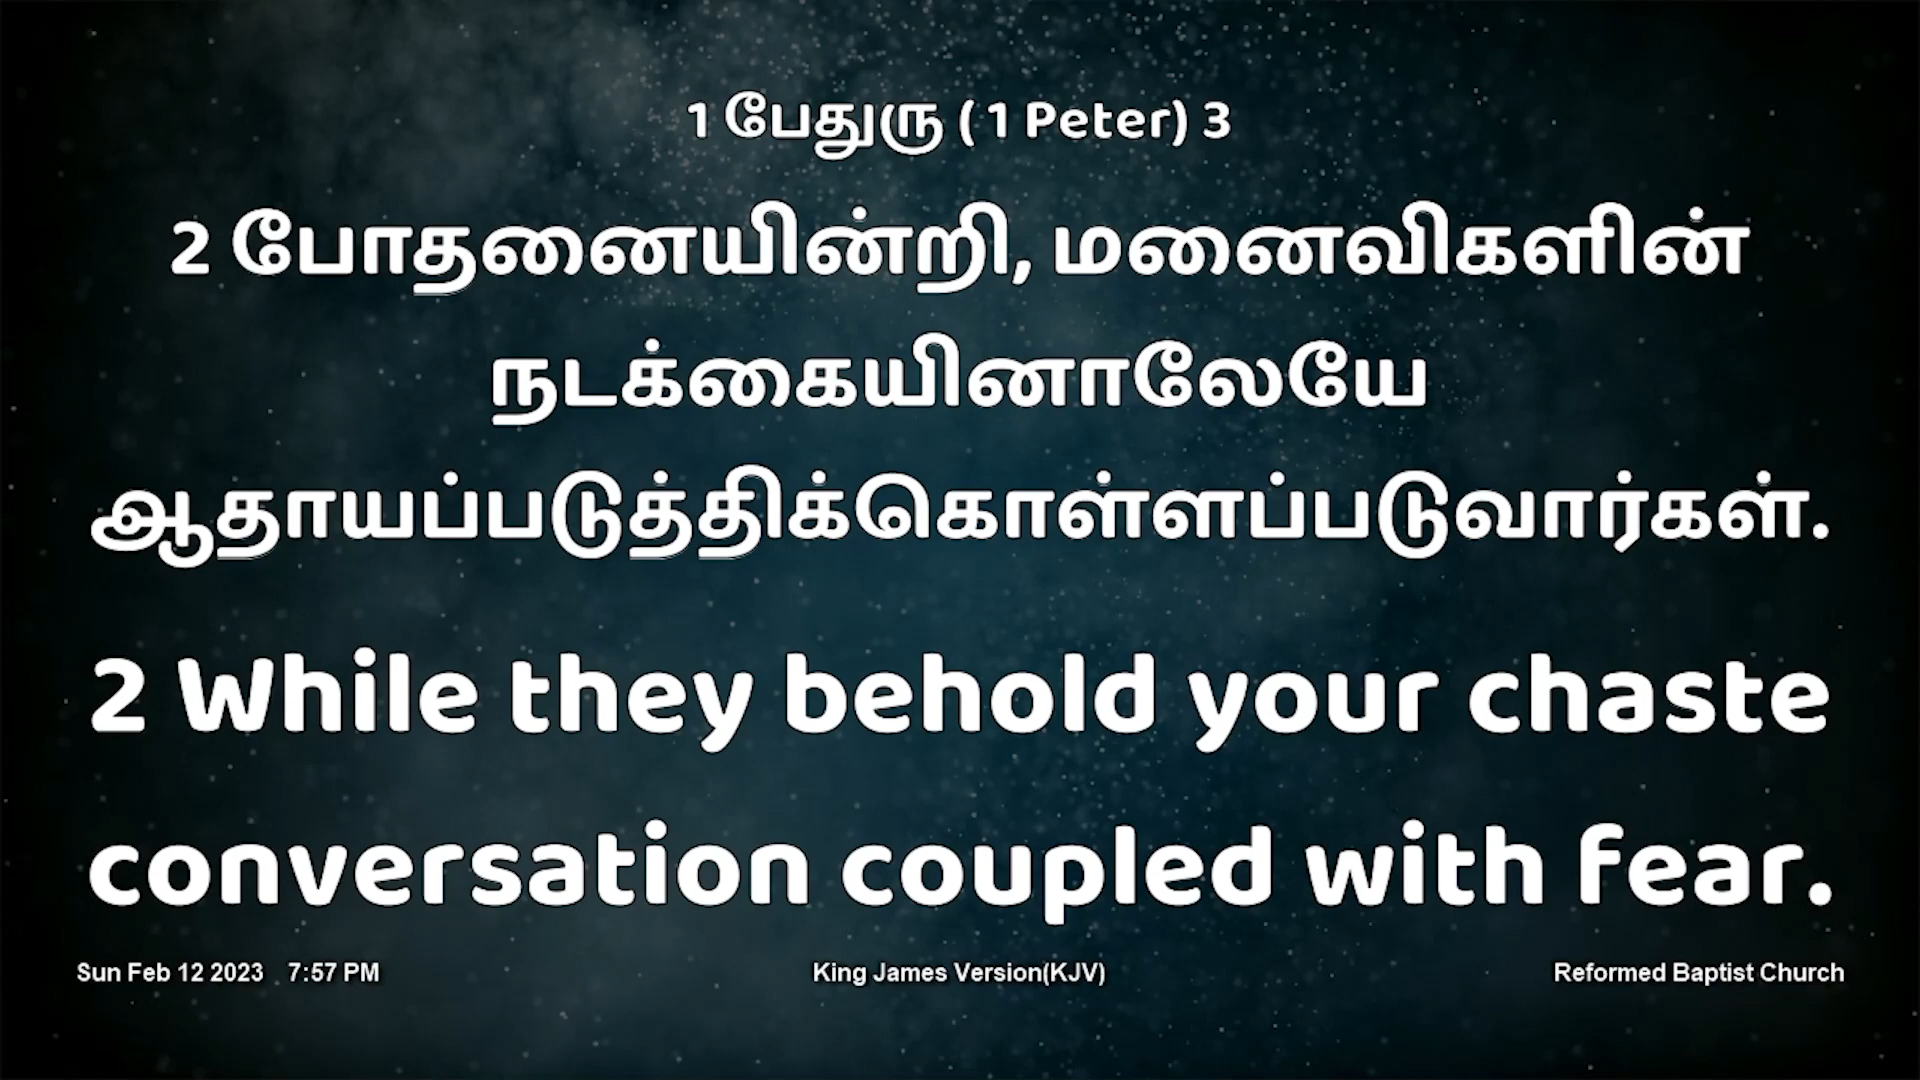 1 பேதுரு ( 1 Peter) 3
2 போதனையின்றி, மனைவிகளின்
நடக்கையினாலேயே
ஆதாயப்படுத்திக்கொள்ளப்படுவார்கள்.
2 While they behold your chaste
conversation coupled with fear.
Sun Feb 12 2023 7:57 PM King James Version(KJV) Reformed Baptist Church